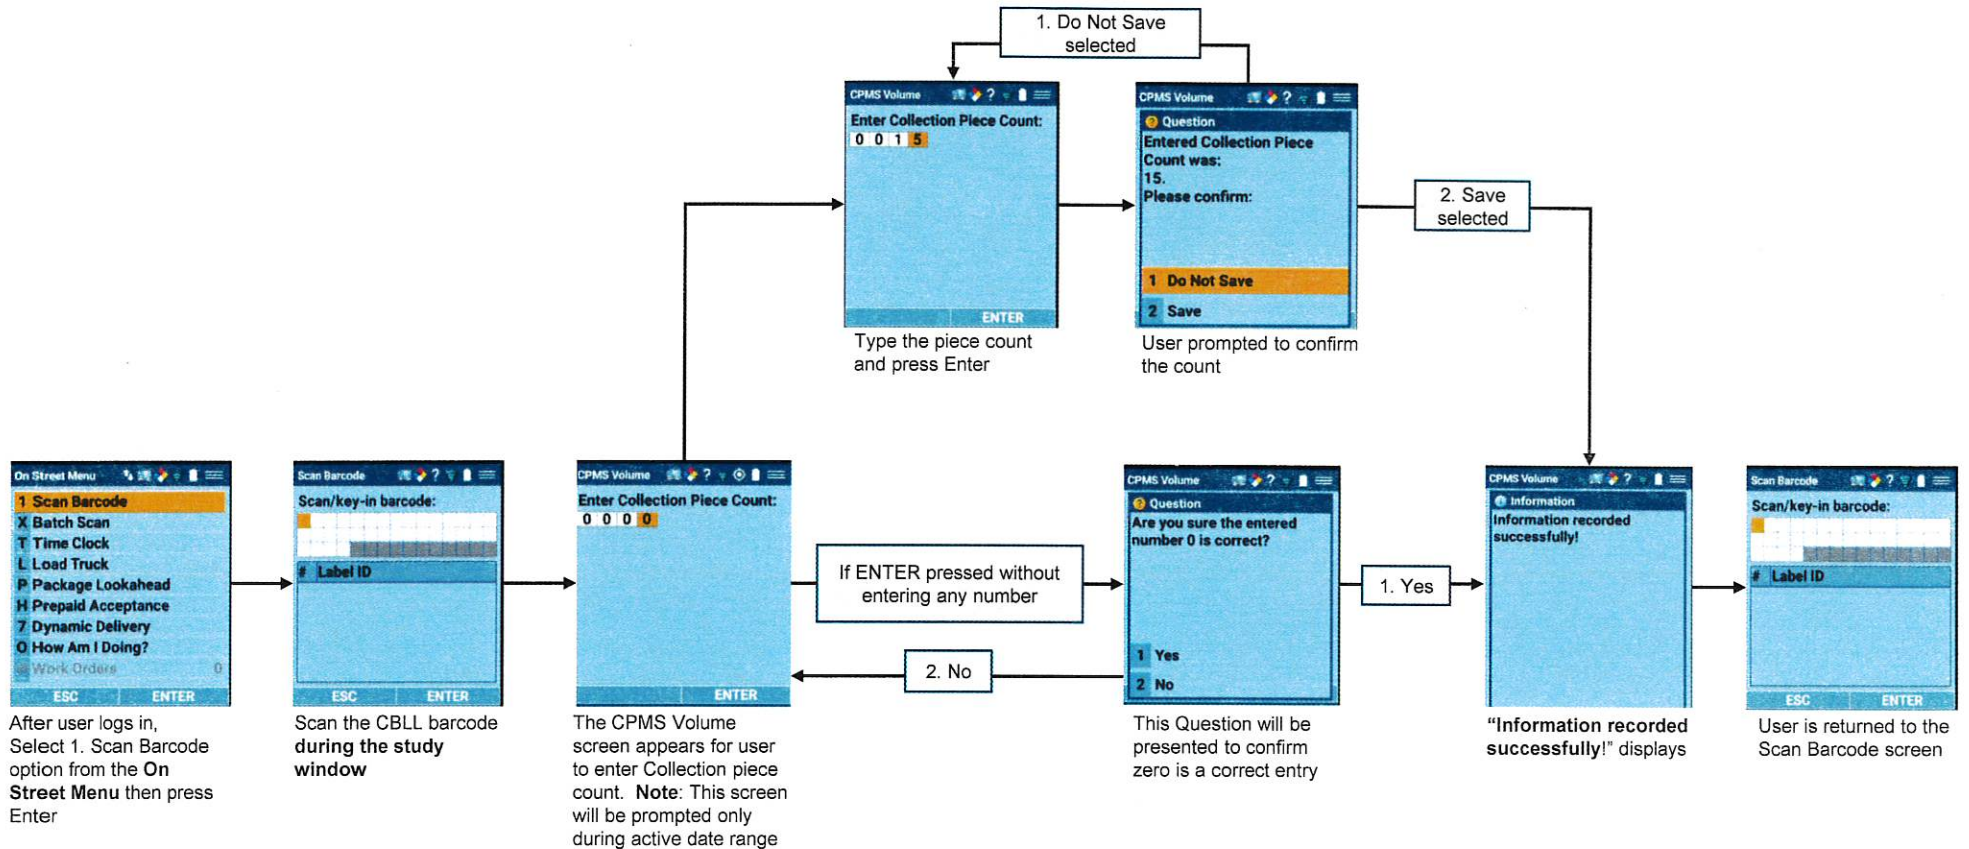 1. Do Not Save
selected
CPMS Volume
Enter Collection Piece Count:
0 0 1 5
ENTER
Type the piece count
and press Enter
CPMS Volume
Question
Entered Collection Piece
Count was:
15.
Please confirm:
1 Do Not Save
2 Save
User prompted to confirm
the count
2. Save
selected
On Street Menu
1 Scan Barcode
X Batch Scan
T Time Clock
L Load Truck
P Package Lookahead
H Prepaid Acceptance
7 Dynamic Delivery
O How Am I Doing?
Work Orders 0
ESC ENTER
After user logs in,
Select 1. Scan Barcode
option from the On
Street Menu then press
Enter
Scan Barcode
Scan/key-in barcode:
# Label ID
ESC ENTER
Scan the CBLL barcode
during the study
window
CPMS Volume
Enter Collection Piece Count:
0 0 0 0
ENTER
The CPMS Volume
screen appears for user
to enter Collection piece
count. Note: This screen
will be prompted only
during active date range
If ENTER pressed without
entering any number
2. No
CPMS Volume
Question
Are you sure the entered
number 0 is correct?
1 Yes
2 No
This Question will be
presented to confirm
zero is a correct entry
1. Yes
CPMS Volume
Information
Information recorded
successfully!
“Information recorded
successfully!” displays
Scan Barcode
Scan/key-in barcode:
# Label ID
ESC ENTER
User is returned to the
Scan Barcode screen